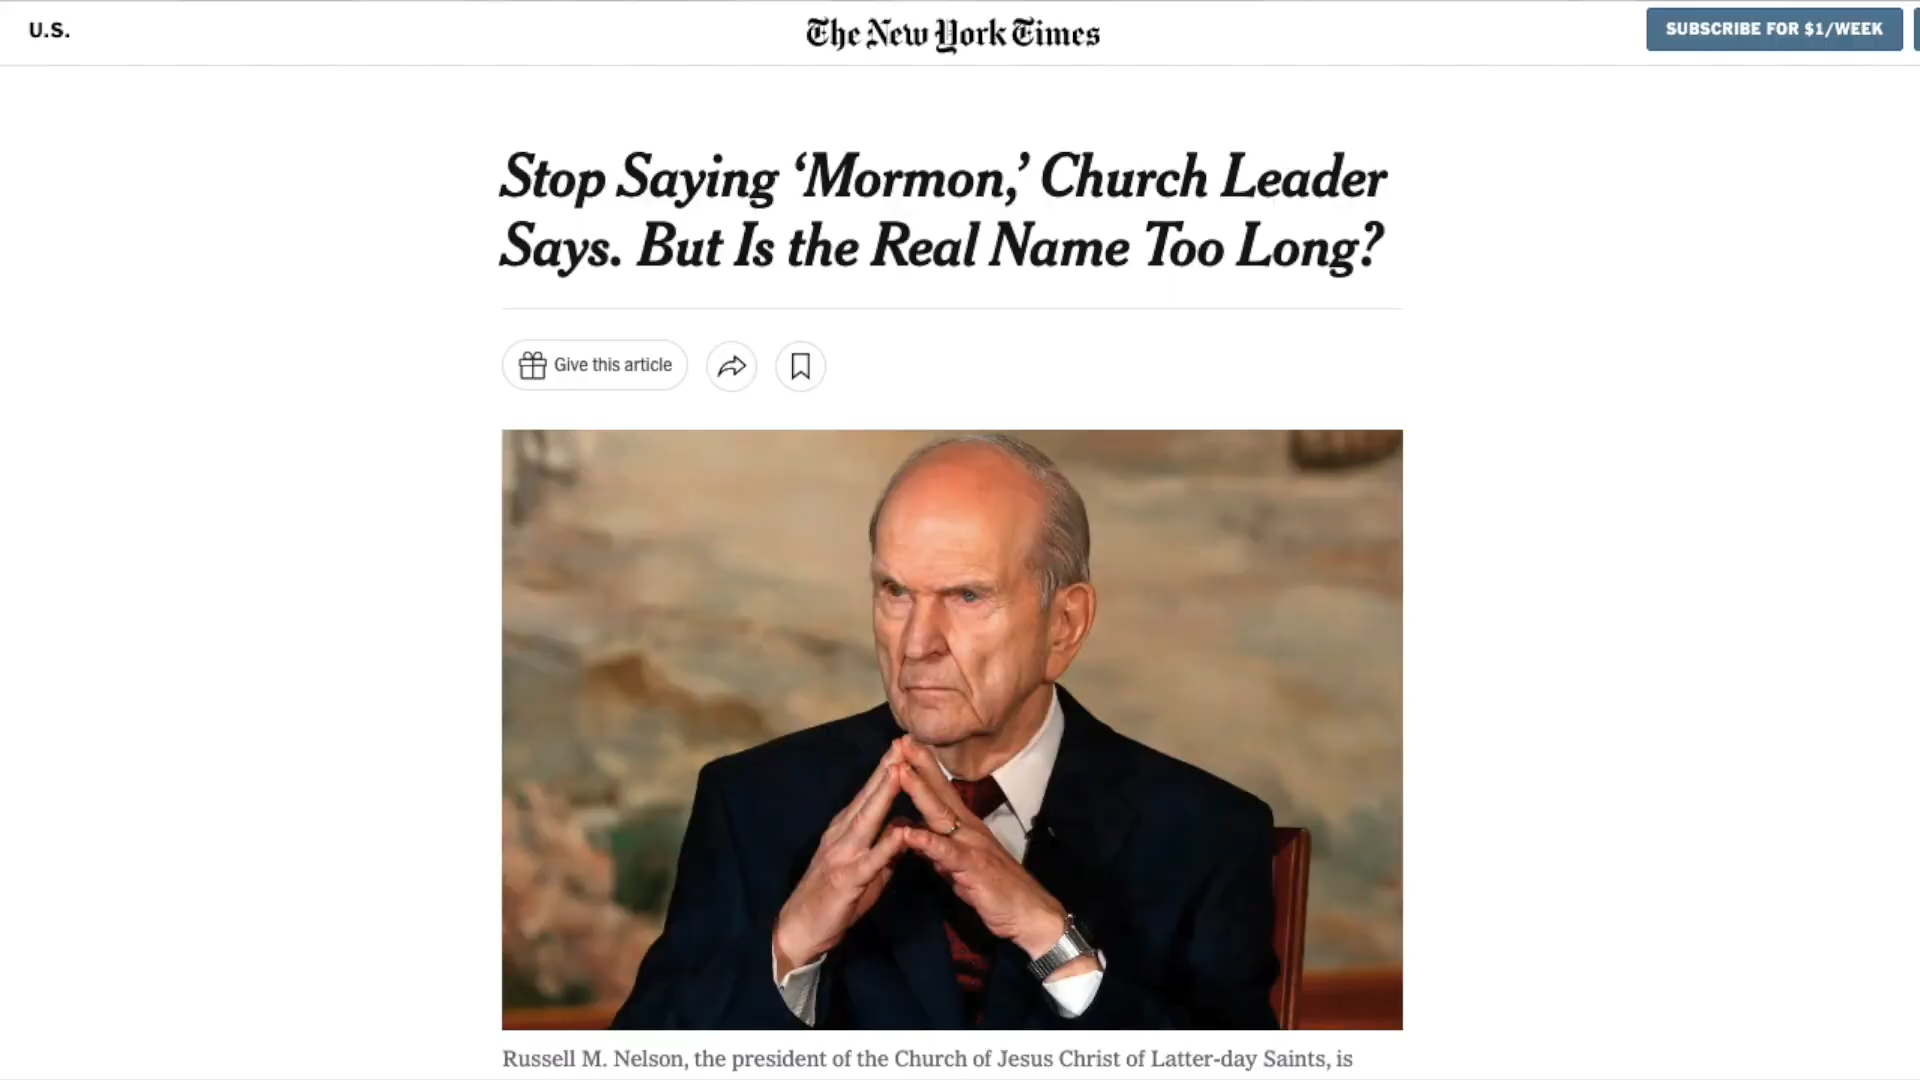 U.S.
The New York Times
SUBSCRIBE FOR $1/WEEK
Stop Saying ‘Mormon,’ Church Leader
Says. But Is the Real Name Too Long?
Give this article
Russell M. Nelson, the president of the Church of Jesus Christ of Latter-day Saints, is